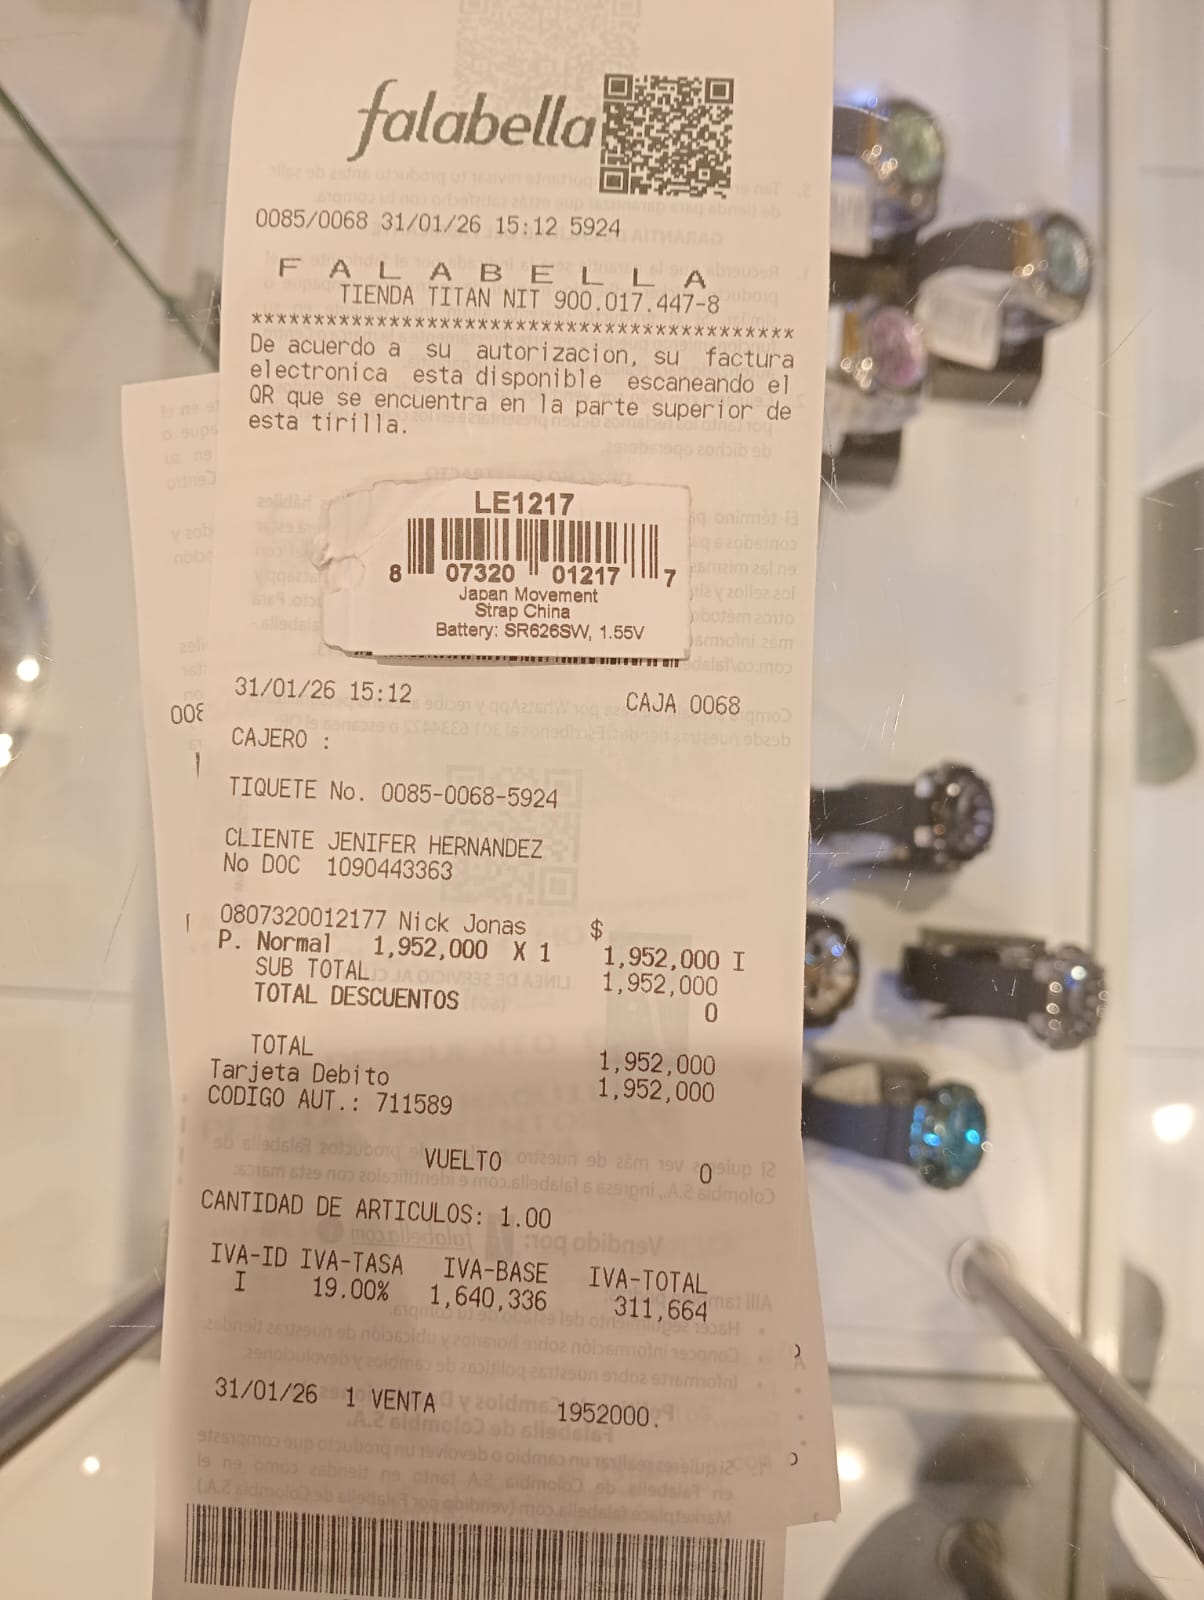 falabella
0085/0068 31/01/26 15:12 5924
F A L A B E L L A
TIENDA TITAN NIT 900.017.447-8
*******************************************
De acuerdo a su autorizacion, su factura
electronica esta disponible escaneando el
QR que se encuentra en la parte superior de
esta tirilla.
LE1217
8 07320 01217 7
Japan Movement
Strap China
Battery: SR626SW, 1.55V
31/01/26 15:12 CAJA 0068
CAJERO :
TIQUETE No. 0085-0068-5924
CLIENTE JENIFER HERNANDEZ
No DOC 1090443363
0807320012177 Nick Jonas $
P. Normal 1,952,000 X 1 1,952,000 I
SUB TOTAL 1,952,000
TOTAL DESCUENTOS 0
TOTAL 1,952,000
Tarjeta Debito 1,952,000
CODIGO AUT.: 711589
VUELTO 0
CANTIDAD DE ARTICULOS: 1.00
IVA-ID IVA-TASA IVA-BASE IVA-TOTAL
I 19.00% 1,640,336 311,664
31/01/26 1 VENTA 1952000.